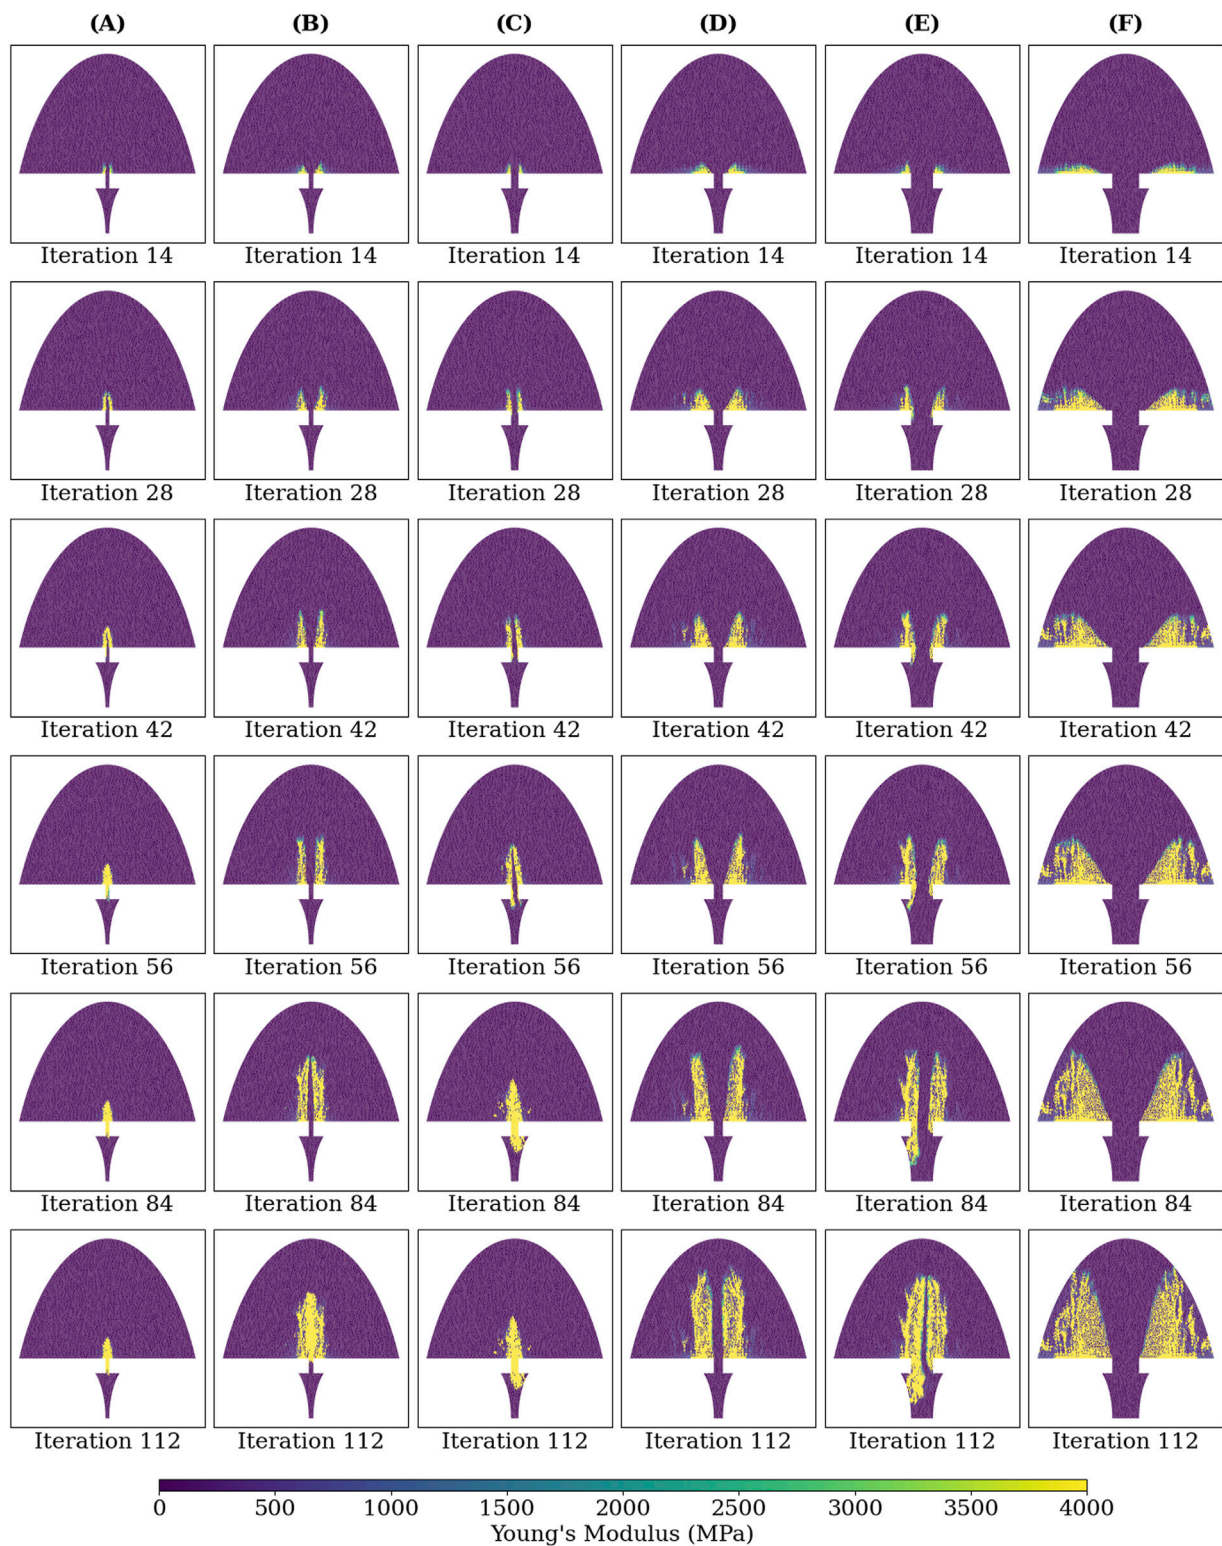 (A) (B) (C) (D) (E) (F)
Iteration 14 Iteration 14 Iteration 14 Iteration 14 Iteration 14 Iteration 14
Iteration 28 Iteration 28 Iteration 28 Iteration 28 Iteration 28 Iteration 28
Iteration 42 Iteration 42 Iteration 42 Iteration 42 Iteration 42 Iteration 42
Iteration 56 Iteration 56 Iteration 56 Iteration 56 Iteration 56 Iteration 56
Iteration 84 Iteration 84 Iteration 84 Iteration 84 Iteration 84 Iteration 84
Iteration 112 Iteration 112 Iteration 112 Iteration 112 Iteration 112 Iteration 112
0 500 1000 1500 2000 2500 3000 3500 4000
Young's Modulus (MPa)